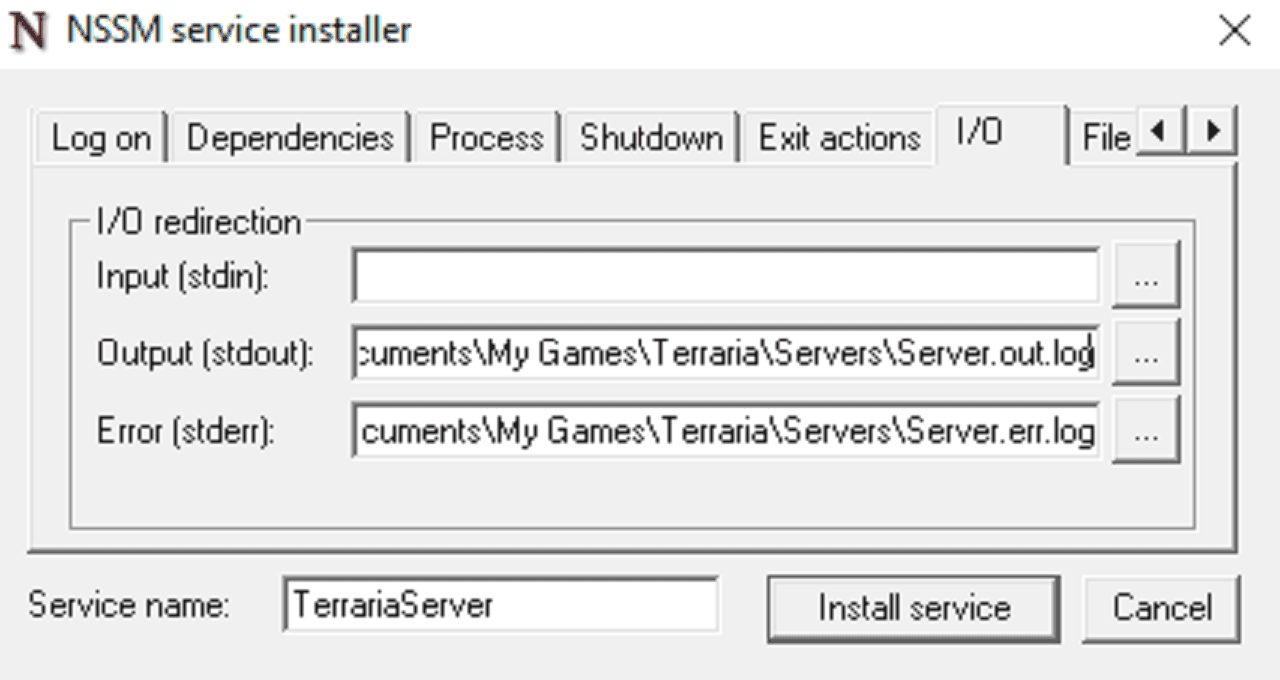 N NSSM service installer
Log on Dependencies Process Shutdown Exit actions I/O File
I/O redirection
Input (stdin): ...
Output (stdout): cuments\My Games\Terraria\Servers\Server.out.log ...
Error (stderr): cuments\My Games\Terraria\Servers\Server.err.log ...
Service name: TerrariaServer Install service Cancel